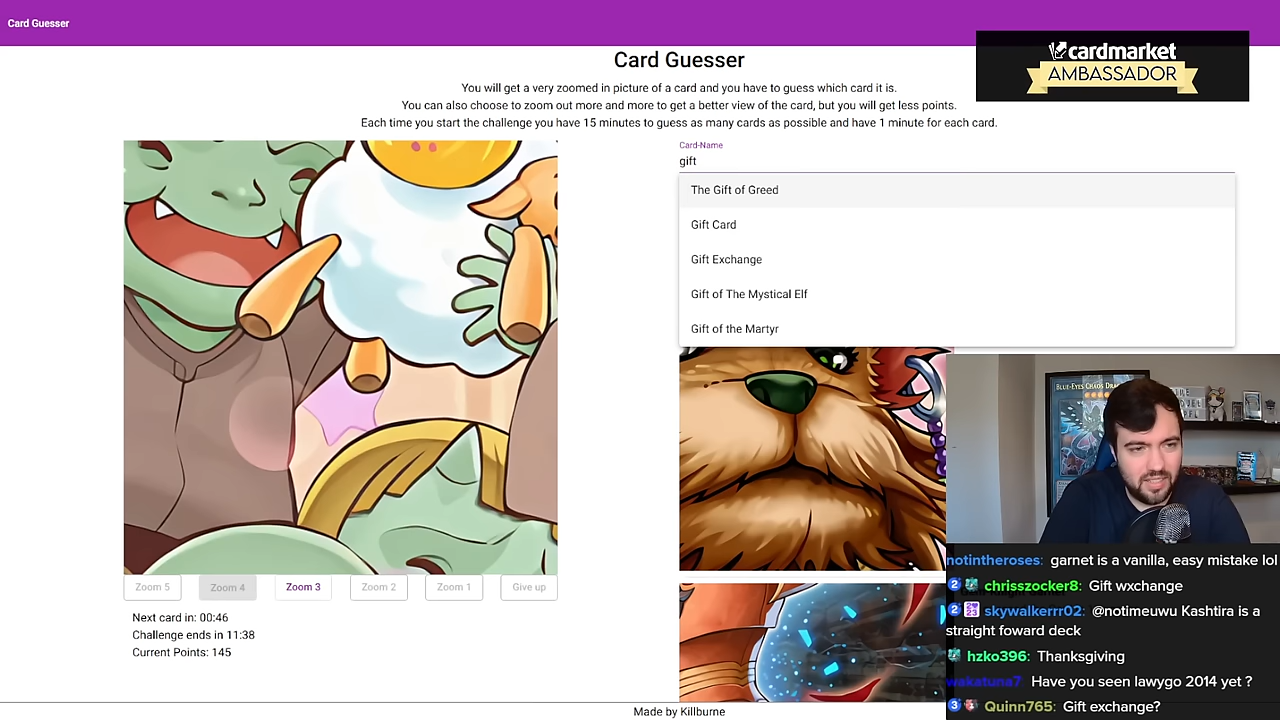 Card Guesser
cardmarket
AMBASSADOR
Card Guesser
You will get a very zoomed in picture of a card and you have to guess which card it is.
You can also choose to zoom out more and more to get a better view of the card, but you will get less points.
Each time you start the challenge you have 15 minutes to guess as many cards as possible and have 1 minute for each card.
Card-Name
gift
The Gift of Greed
Gift Card
Gift Exchange
Gift of The Mystical Elf
Gift of the Martyr
Zoom 5
Zoom 4
Zoom 3
Zoom 2
Zoom 1
Give up
Next card in: 00:46
Challenge ends in 11:38
Current Points: 145
notintheroses: garnet is a vanilla, easy mistake lol
2 chrisszocker8: Gift wxchange
2 skywalkerrr02: @notimeuwu Kashtira is a
straight foward deck
hzko396: Thanksgiving
wakatuna7 Have you seen lawygo 2014 yet ?
3 Quinn765: Gift exchange?
Made by Killburne